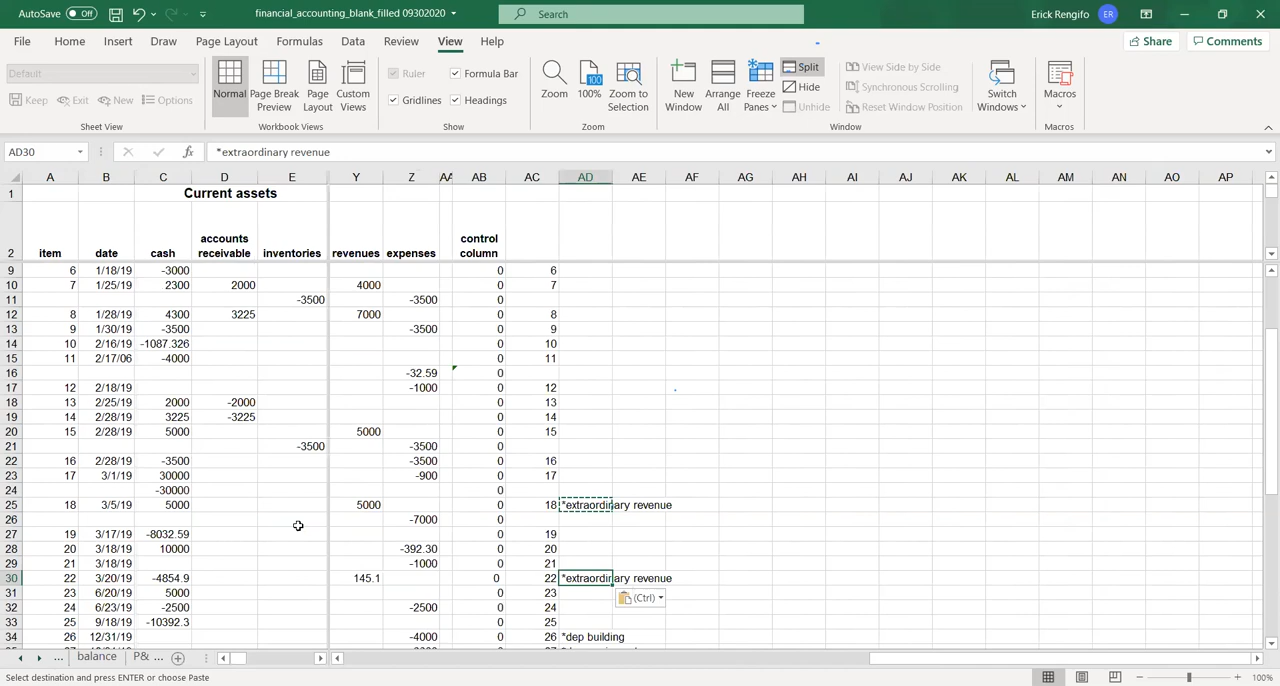 AutoSave Off financial_accounting_blank_filled 09302020 Search Erick Rengifo ER
File Home Insert Draw Page Layout Formulas Data Review View Help Share Comments
Default
Keep Exit New Options
Sheet View
Normal Page Break Preview Page Layout Custom Views
Workbook Views
Ruler Formula Bar
Gridlines Headings
Show
Zoom 100 100% Zoom to Selection
Zoom
New Window Arrange All Freeze Panes Split Hide Unhide
View Side by Side
Synchronous Scrolling
Reset Window Position
Switch Windows
Window
Macros
Macros
AD30 fx *extraordinary revenue
A B C D E Y Z AA AB AC AD AE AF AG AH AI AJ AK AL AM AN AO AP
1 Current assets
2 item date cash accounts receivable inventories revenues expenses control column
9 6 1/18/19 -3000 0 6
10 7 1/25/19 2300 2000 4000 0 7
11 -3500 -3500 0
12 8 1/28/19 4300 3225 7000 0 8
13 9 1/30/19 -3500 -3500 0 9
14 10 2/16/19 -1087.326 0 10
15 11 2/17/06 -4000 0 11
16 -32.59 0
17 12 2/18/19 -1000 0 12
18 13 2/25/19 2000 -2000 0 13
19 14 2/28/19 3225 -3225 0 14
20 15 2/28/19 5000 5000 0 15
21 -3500 -3500 0
22 16 2/28/19 -3500 -3500 0 16
23 17 3/1/19 30000 -900 0 17
24 -30000 0
25 18 3/5/19 5000 5000 0 18 *extraordinary revenue
26 -7000 0
27 19 3/17/19 -8032.59 0 19
28 20 3/18/19 10000 -392.30 0 20
29 21 3/18/19 -1000 0 21
30 22 3/20/19 -4854.9 145.1 0 22 *extraordinary revenue
31 23 6/20/19 5000 0 23
32 24 6/23/19 -2500 -2500 0 24
33 25 9/18/19 -10392.3 0 25
34 26 12/31/19 -4000 0 26 *dep building
(Ctrl)
... balance P& ...
Select destination and press ENTER or choose Paste 100%